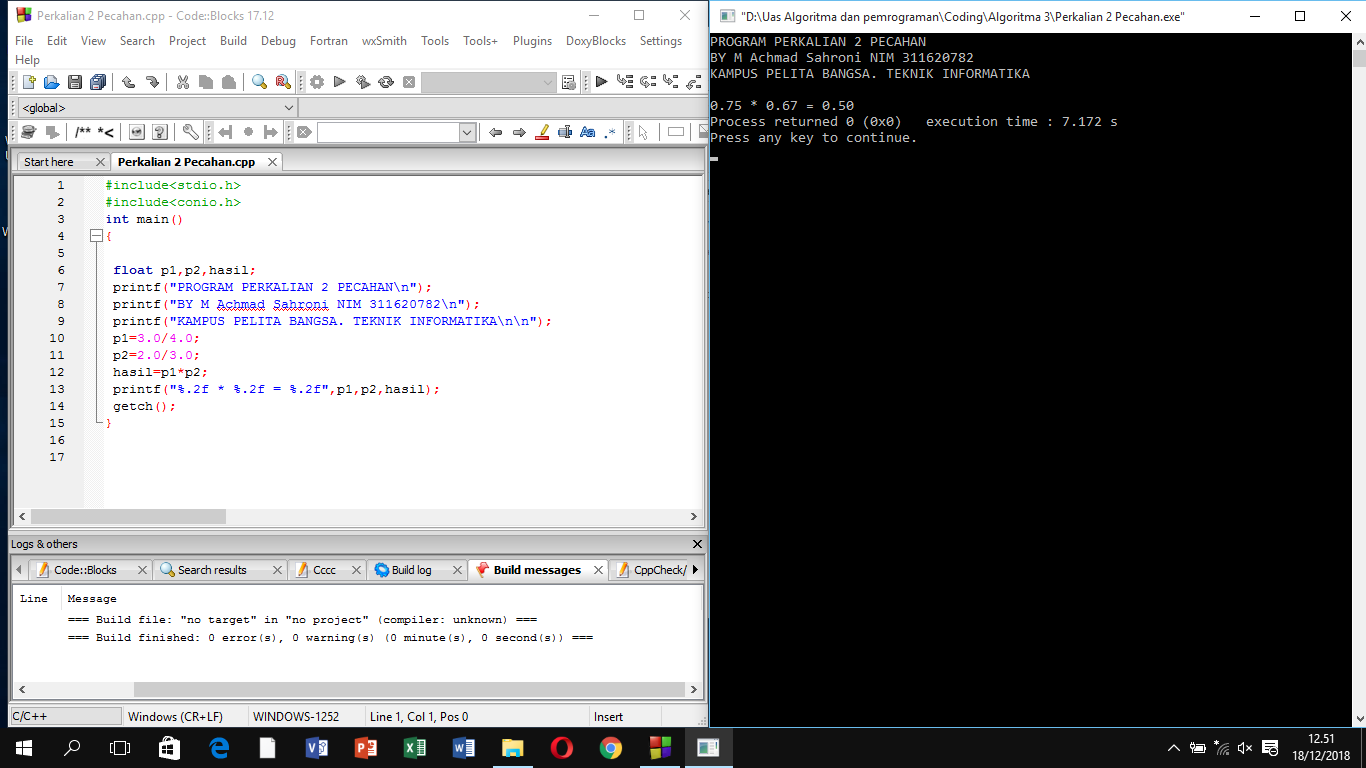 Perkalian 2 Pecahan.cpp - Code::Blocks 17.12
File Edit View Search Project Build Debug Fortran wxSmith Tools Tools+ Plugins DoxyBlocks Settings
Help
<global>
/** *<
Aa .*
Start here Perkalian 2 Pecahan.cpp
1 #include<stdio.h>
2 #include<conio.h>
3 int main()
4 {
5
6 float p1,p2,hasil;
7 printf("PROGRAM PERKALIAN 2 PECAHAN\n");
8 printf("BY M Achmad Sahroni NIM 311620782\n");
9 printf("KAMPUS PELITA BANGSA. TEKNIK INFORMATIKA\n\n");
10 p1=3.0/4.0;
11 p2=2.0/3.0;
12 hasil=p1*p2;
13 printf("%.2f * %.2f = %.2f",p1,p2,hasil);
14 getch();
15 }
16
17
Logs & others
Code::Blocks Search results Cccc Build log Build messages CppCheck/
Line Message
=== Build file: "no target" in "no project" (compiler: unknown) ===
=== Build finished: 0 error(s), 0 warning(s) (0 minute(s), 0 second(s)) ===
C/C++ Windows (CR+LF) WINDOWS-1252 Line 1, Col 1, Pos 0 Insert
"D:\Uas Algoritma dan pemrograman\Coding\Algoritma 3\Perkalian 2 Pecahan.exe"
PROGRAM PERKALIAN 2 PECAHAN
BY M Achmad Sahroni NIM 311620782
KAMPUS PELITA BANGSA. TEKNIK INFORMATIKA
0.75 * 0.67 = 0.50
Process returned 0 (0x0) execution time : 7.172 s
Press any key to continue.
12.51
18/12/2018